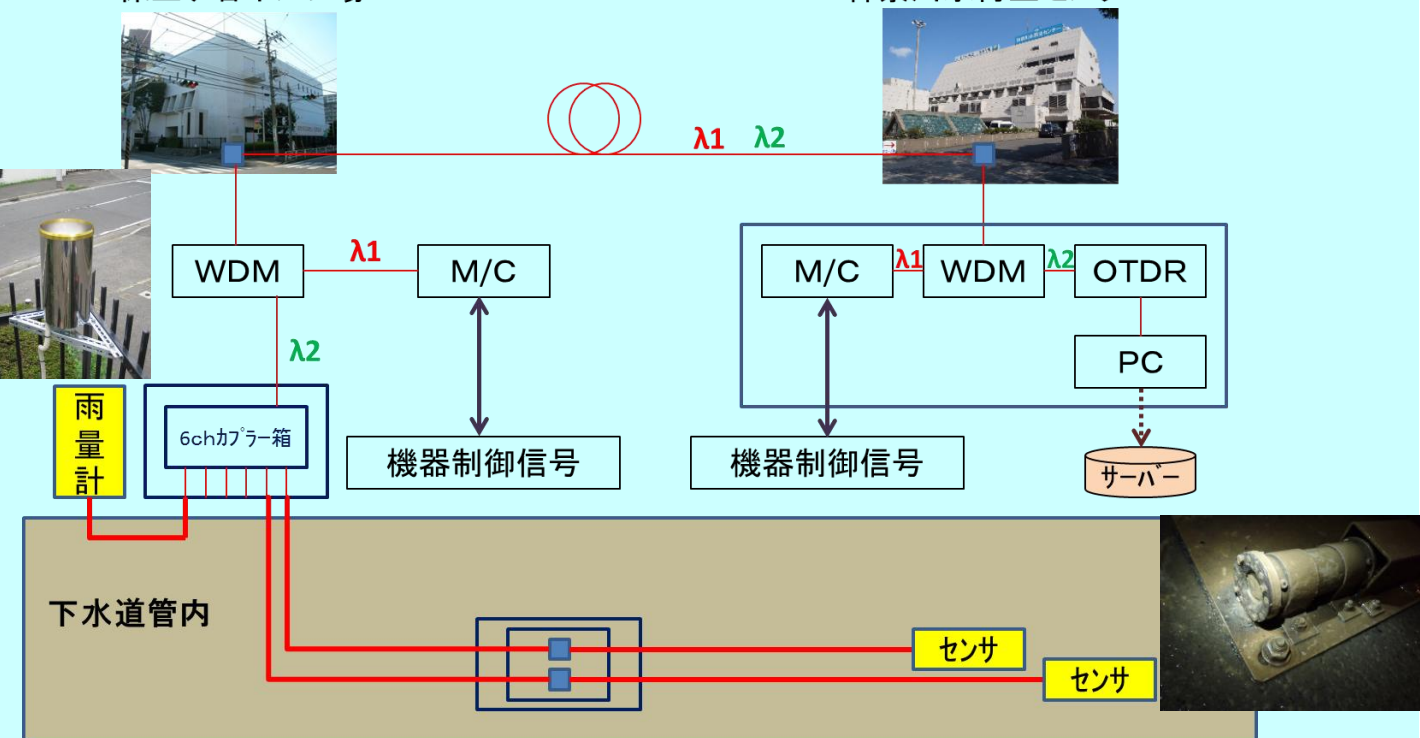 λ1 λ2
WDM
λ1
M/C
M/C
λ1
WDM
λ2
OTDR
λ2
PC
雨量計
6chｶﾌﾟﾗｰ箱
機器制御信号
機器制御信号
ｻｰﾊﾞｰ
下水道管内
センサ
センサ